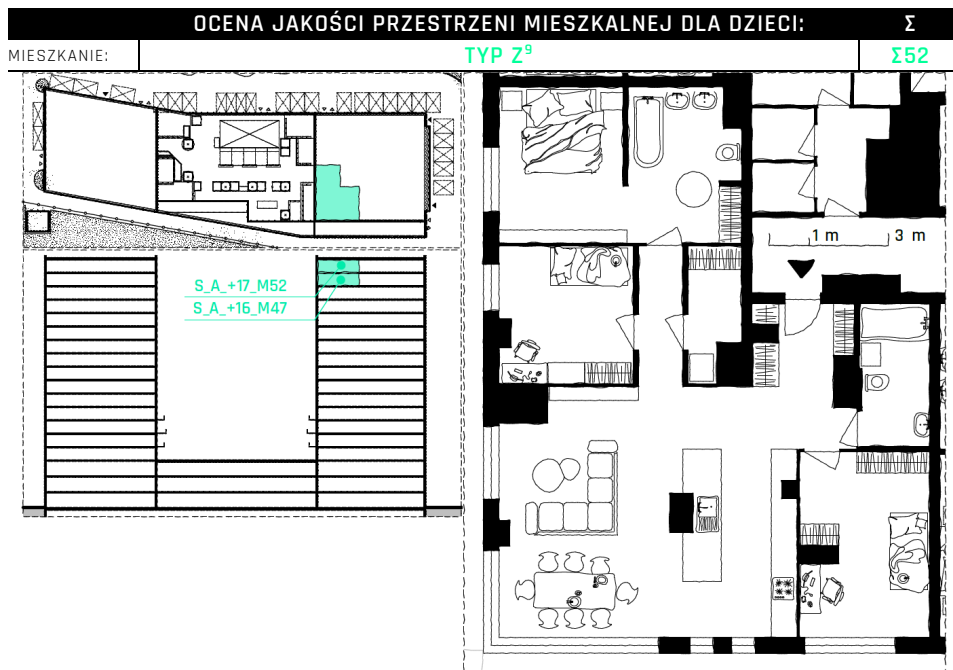 OCENA JAKOŚCI PRZESTRZENI MIESZKALNEJ DLA DZIECI: Σ
MIESZKANIE: TYP Z⁹ Σ52
S_A_+17_M52
S_A_+16_M47
1 m 3 m